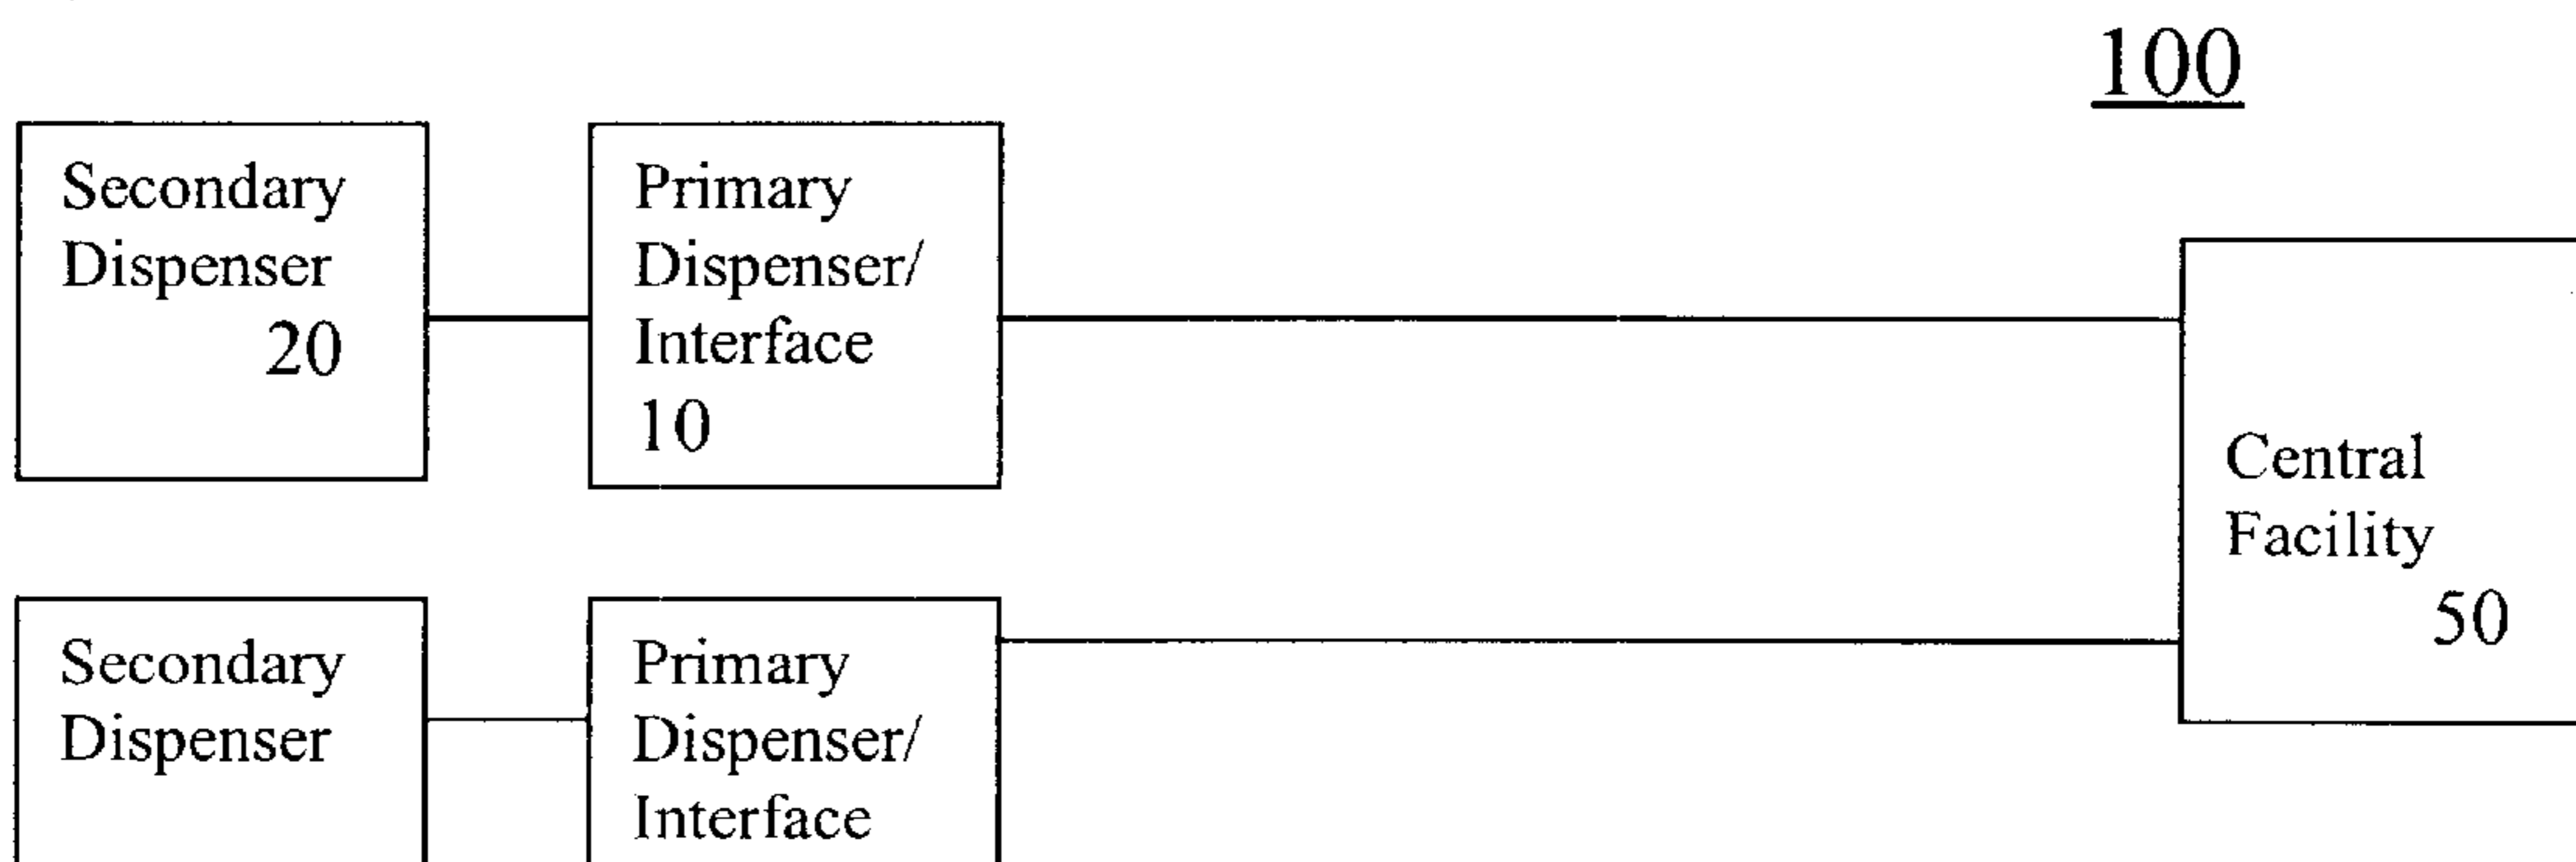 100
Secondary
Dispenser
20
Primary
Dispenser/
Interface
10
Central
Facility
50
Secondary
Dispenser
Primary
Dispenser/
Interface